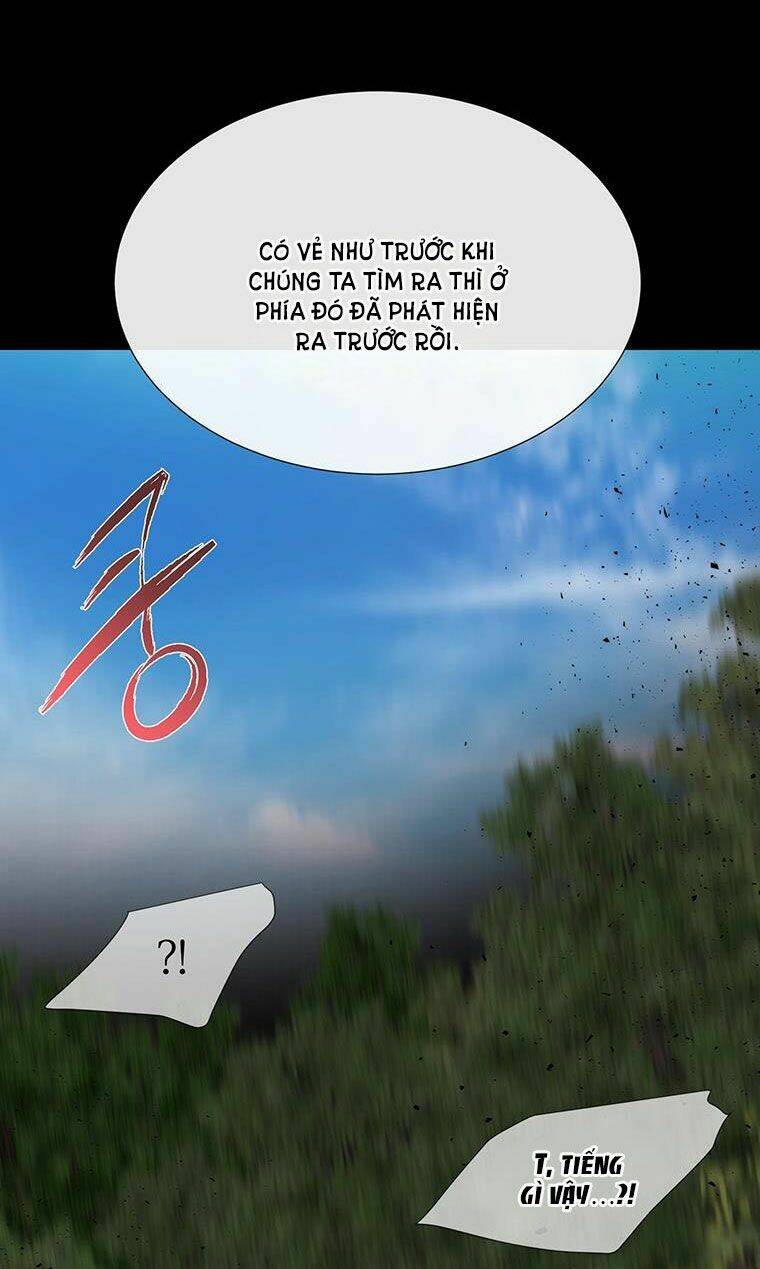 CÓ VẺ NHƯ TRƯỚC KHI
CHÚNG TA TÌM RA THÌ Ở
PHÍA ĐÓ ĐÃ PHÁT HIỆN
RA TRƯỚC RỒI.
쿵
?!
T, TIẾNG
GÌ VẬY...?!